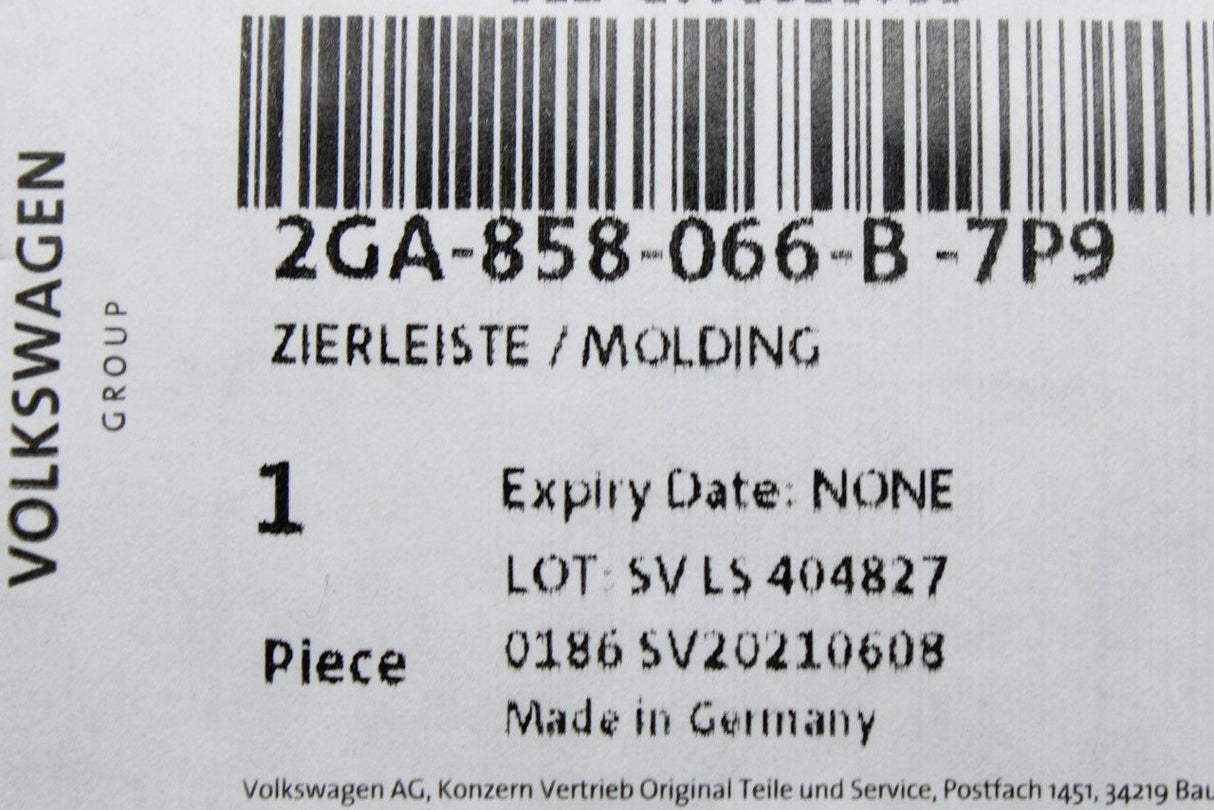 VOLKSWAGEN
GROUP
2GA-858-066-B -7P9
ZIERLEISTE / MOLDING
1
Piece
Expiry Date: NONE
LOT: SV LS 404827
0186 SV20210608
Made in Germany
Volkswagen AG, Konzern Vertrieb Original Teile und Service, Postfach 1451, 34219 Bau